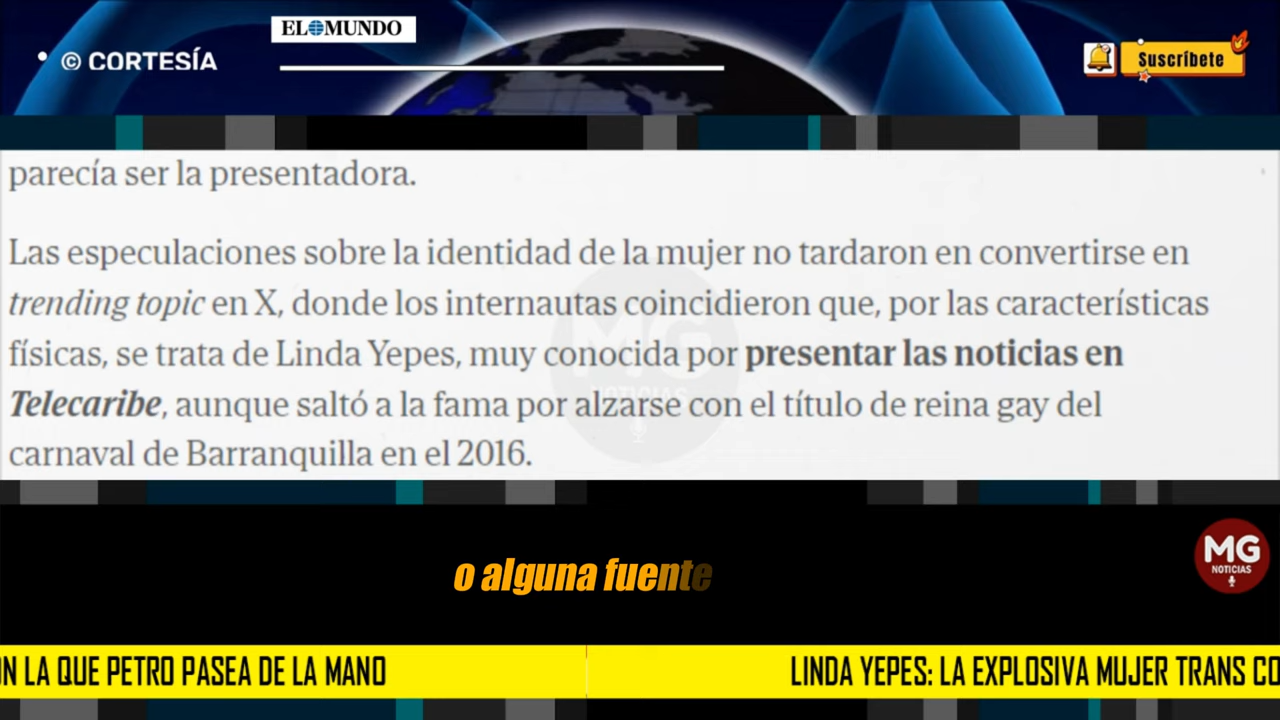 EL MUNDO
© CORTESÍA
Suscríbete
parecía ser la presentadora.
Las especulaciones sobre la identidad de la mujer no tardaron en convertirse en
trending topic en X, donde los internautas coincidieron que, por las características
físicas, se trata de Linda Yepes, muy conocida por presentar las noticias en
Telecaribe, aunque saltó a la fama por alzarse con el título de reina gay del
carnaval de Barranquilla en el 2016.
MG
NOTICIAS
o alguna fuente
MG
NOTICIAS
ON LA QUE PETRO PASEA DE LA MANO
LINDA YEPES: LA EXPLOSIVA MUJER TRANS CO